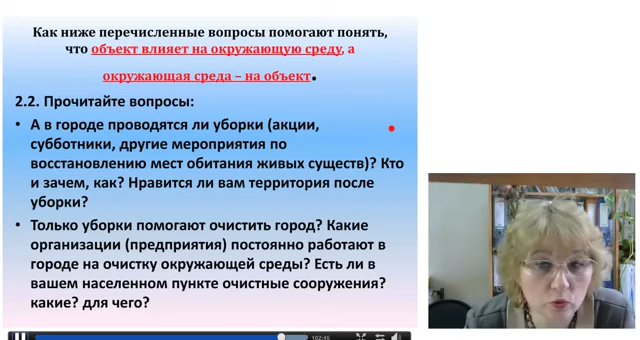 Как ниже перечисленные вопросы помогают понять,
что объект влияет на окружающую среду, а
окружающая среда – на объект.
2.2. Прочитайте вопросы:
• А в городе проводятся ли уборки (акции,
субботники, другие мероприятия по
восстановлению мест обитания живых существ)? Кто
и зачем, как? Нравится ли вам территория после
уборки?
• Только уборки помогают очистить город? Какие
организации (предприятия) постоянно работают в
городе на очистку окружающей среды? Есть ли в
вашем населенном пункте очистные сооружения?
какие? для чего?
102:45